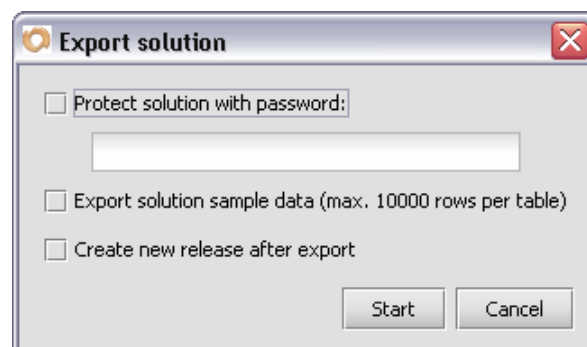 Export solution
Protect solution with password:
Export solution sample data (max. 10000 rows per table)
Create new release after export
Start Cancel